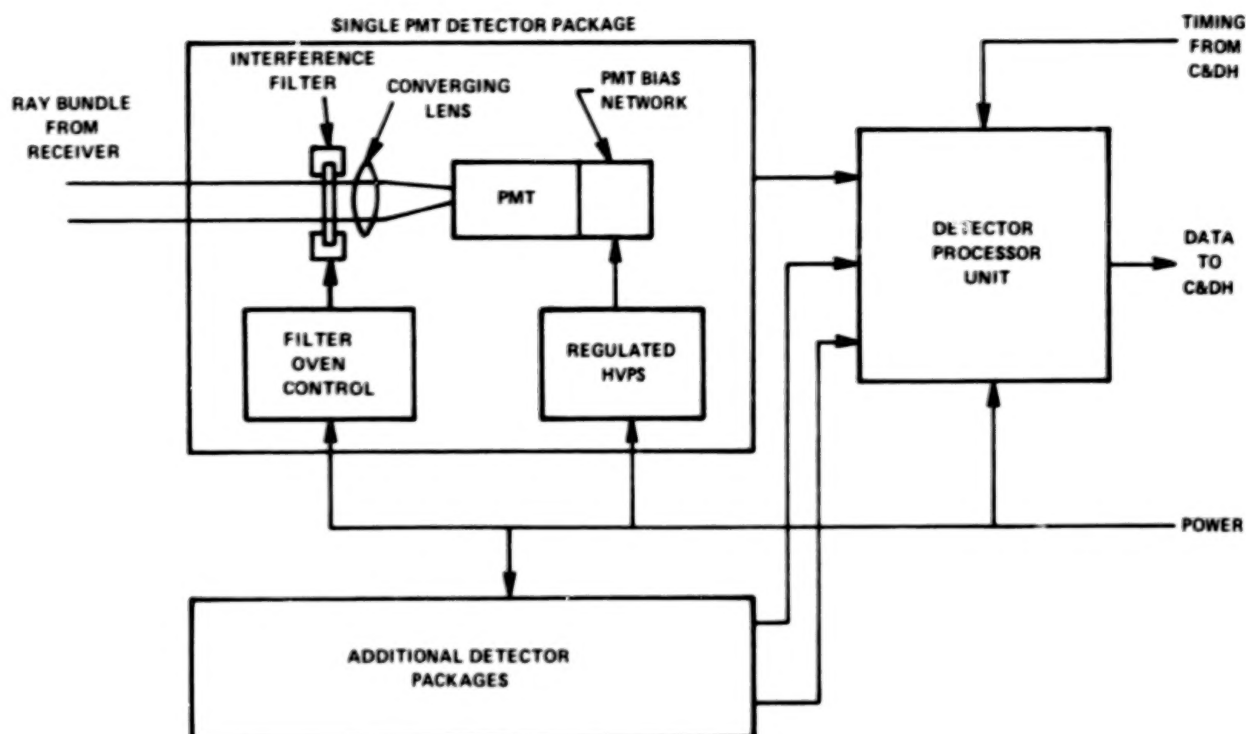 SINGLE PMT DETECTOR PACKAGE
INTERFERENCE
FILTER
CONVERGING
LENS
PMT BIAS
NETWORK
RAY BUNDLE
FROM
RECEIVER
PMT
FILTER
OVEN
CONTROL
REGULATED
HVPS
TIMING
FROM
C&DH
DETECTOR
PROCESSOR
UNIT
DATA
TO
C&DH
POWER
ADDITIONAL DETECTOR
PACKAGES